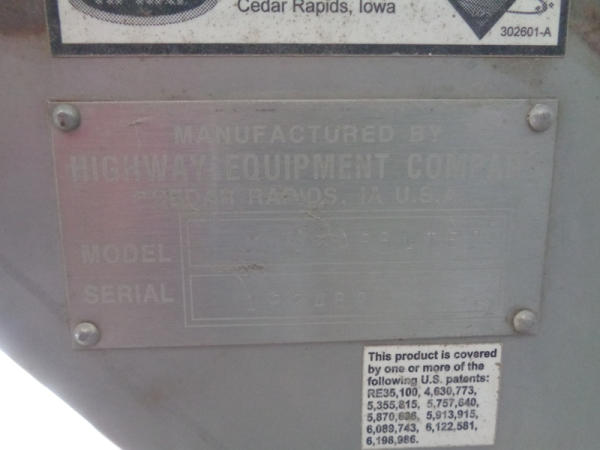 Cedar Rapids, Iowa
302601-A
MANUFACTURED BY
HIGHWAY EQUIPMENT COMPANY
CEDAR RAPIDS, IA U.S.A.
MODEL
SERIAL
This product is covered
by one or more of the
following U.S. patents:
RE35,100, 4,630,773,
5,355,815, 5,757,640,
5,870,686, 5,913,915,
6,089,743, 6,122,581,
6,198,986.